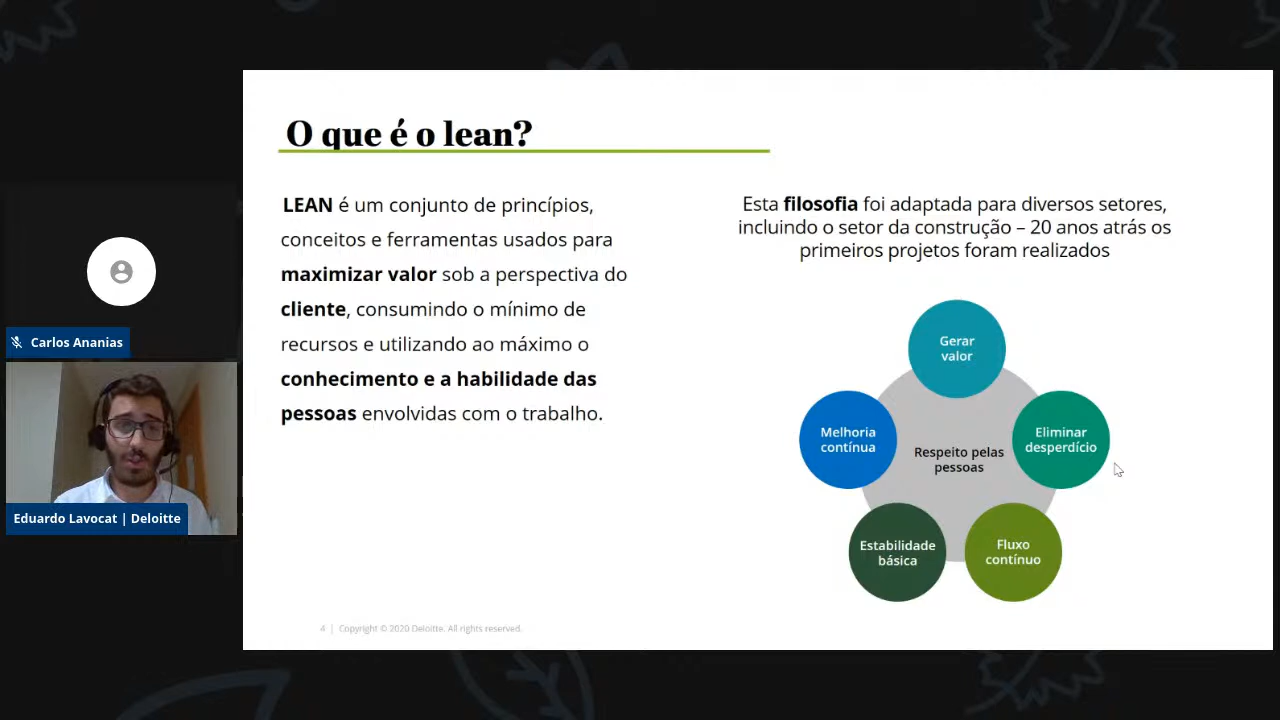 O que é o lean?
LEAN é um conjunto de princípios,
conceitos e ferramentas usados para
maximizar valor sob a perspectiva do
cliente, consumindo o mínimo de
recursos e utilizando ao máximo o
conhecimento e a habilidade das
pessoas envolvidas com o trabalho.
Esta filosofia foi adaptada para diversos setores,
incluindo o setor da construção – 20 anos atrás os
primeiros projetos foram realizados
Gerar
valor
Melhoria
contínua
Eliminar
desperdício
Respeito pelas
pessoas
Estabilidade
básica
Fluxo
contínuo
4 | Copyright © 2020 Deloitte. All rights reserved.
Carlos Ananias
Eduardo Lavocat | Deloitte